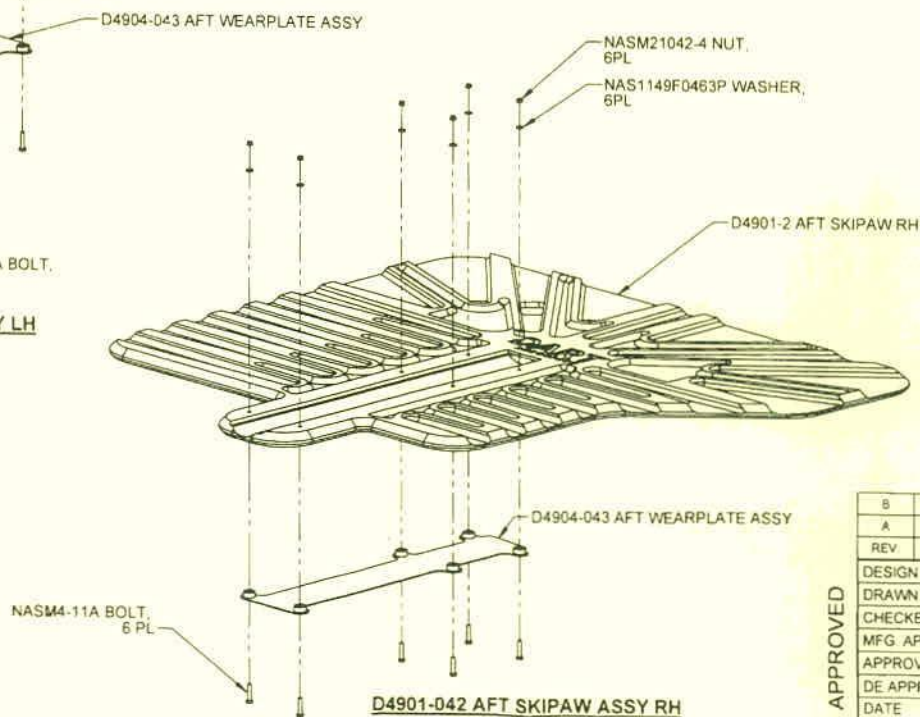 D4904-043 AFT WEARPLATE ASSY
NASM21042-4 NUT,
6PL
NAS1149F0463P WASHER,
6PL
D4901-2 AFT SKIPAW RH
BOLT,
LH
D4904-043 AFT WEARPLATE ASSY
NASM4-11A BOLT,
6 PL
D4901-042 AFT SKIPAW ASSY RH
APPROVED
B
A
REV.
DESIGN
DRAWN
CHECKE
MFG. AP
APPROV
DE APPR
DATE